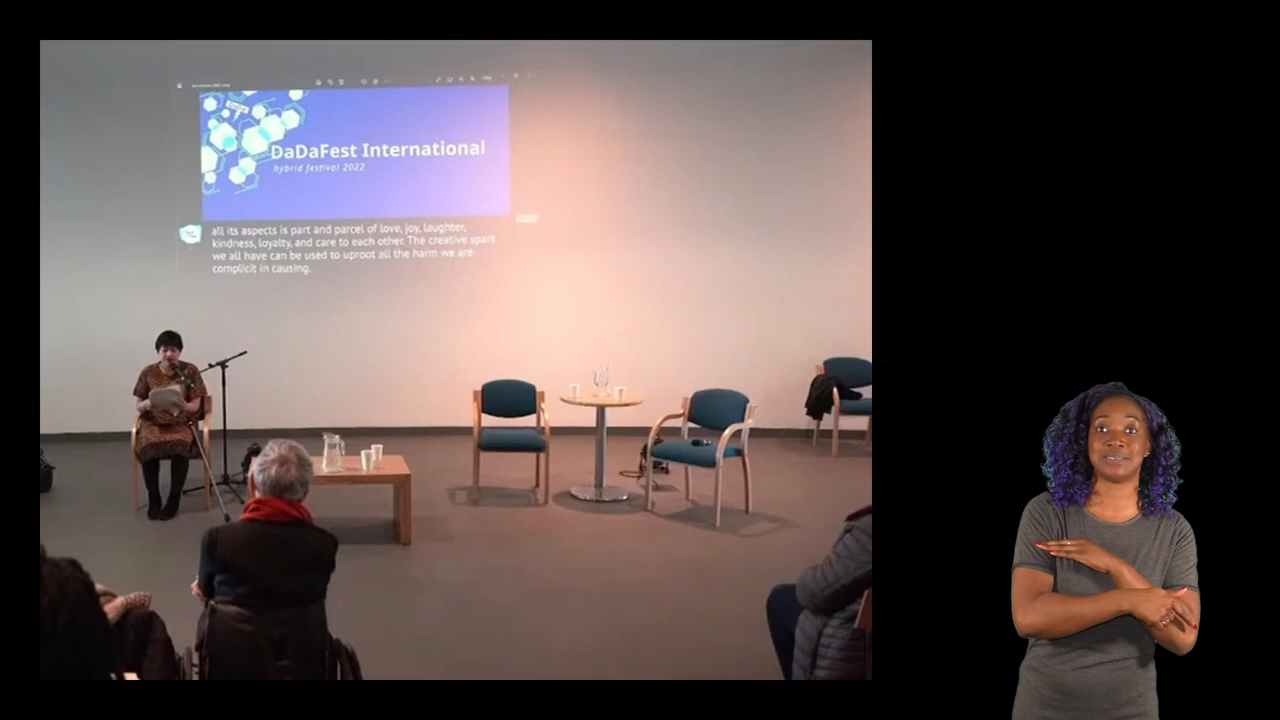 DaDaFest International
hybrid festival 2022
all its aspects is part and parcel of love, joy, laughter,
kindness, loyalty, and care to each other. The creative spark
we all have can be used to uproot all the harm we are
complicit in causing.